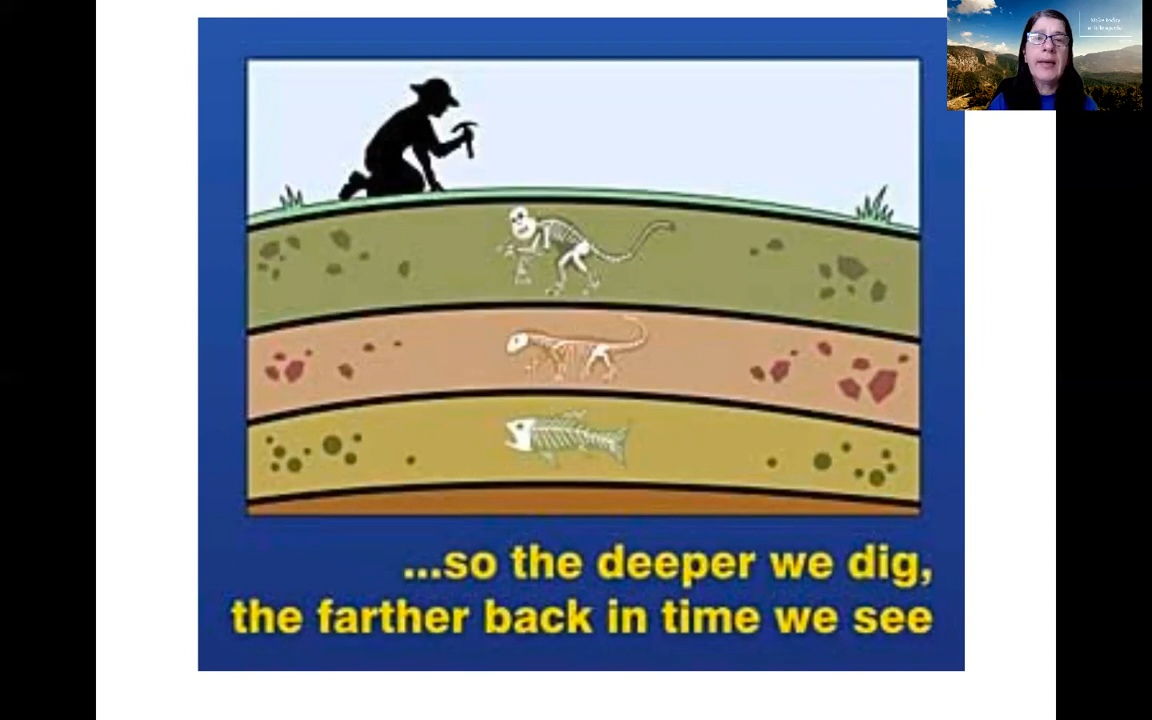 ...so the deeper we dig,
the farther back in time we see